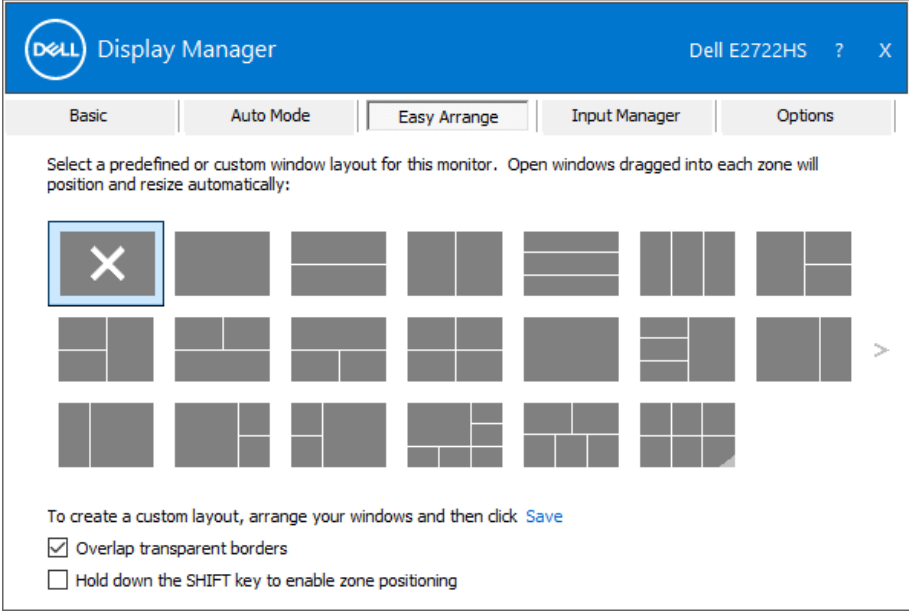 DELL Display Manager Dell E2722HS ? X
Basic Auto Mode Easy Arrange Input Manager Options
Select a predefined or custom window layout for this monitor. Open windows dragged into each zone will
position and resize automatically:
>
To create a custom layout, arrange your windows and then click Save
Overlap transparent borders
Hold down the SHIFT key to enable zone positioning